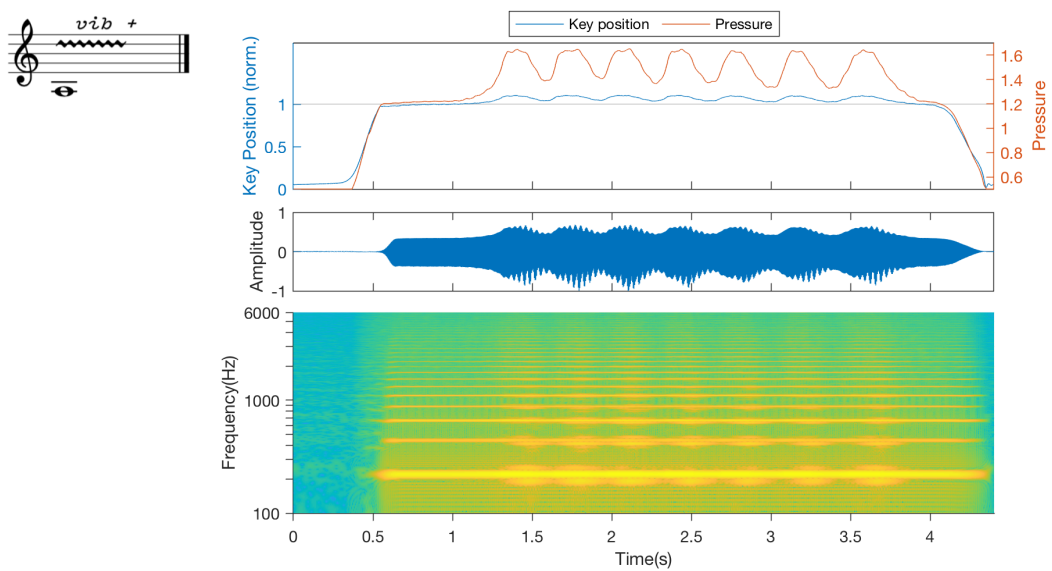 vib +
Key position Pressure
Key Position (norm.)
1
0.5
0
1.6
1.4
1.2
1
0.8
0.6
Pressure
Amplitude
1
0
-1
Frequency(Hz)
6000
1000
100
0 0.5 1 1.5 2 2.5 3 3.5 4
Time(s)